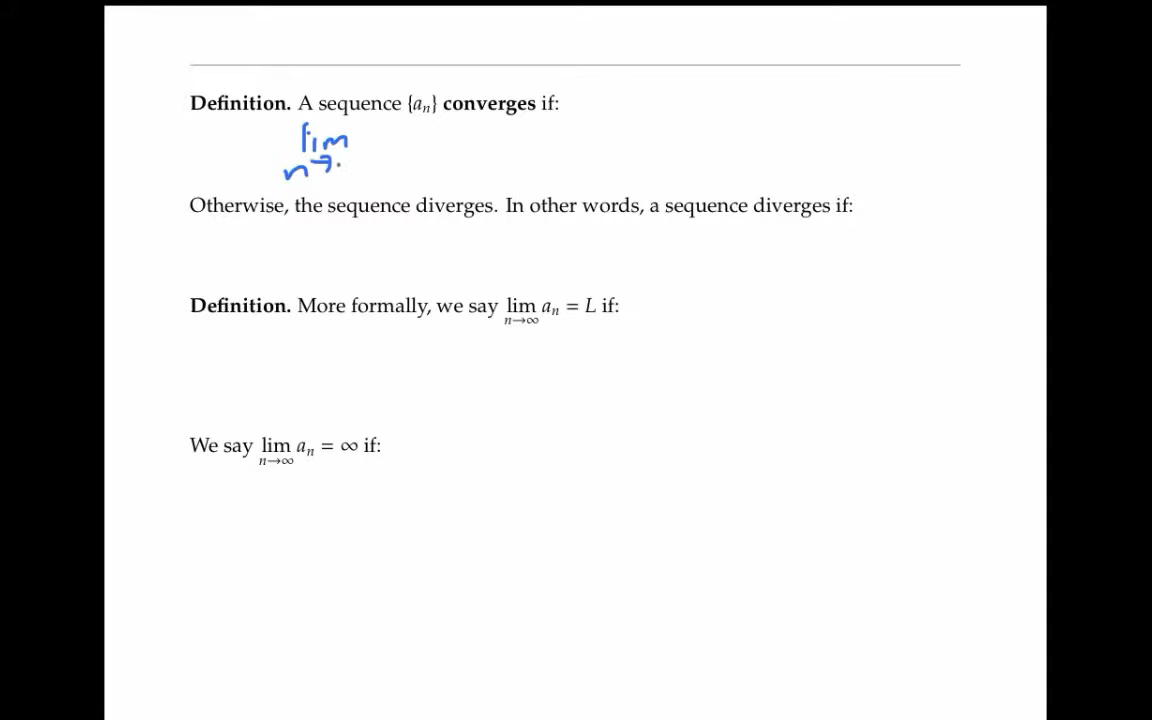 Definition. A sequence {aₙ} converges if:
lim
n→
Otherwise, the sequence diverges. In other words, a sequence diverges if:
Definition. More formally, we say lim aₙ = L if:
n→∞
We say lim aₙ = ∞ if:
n→∞